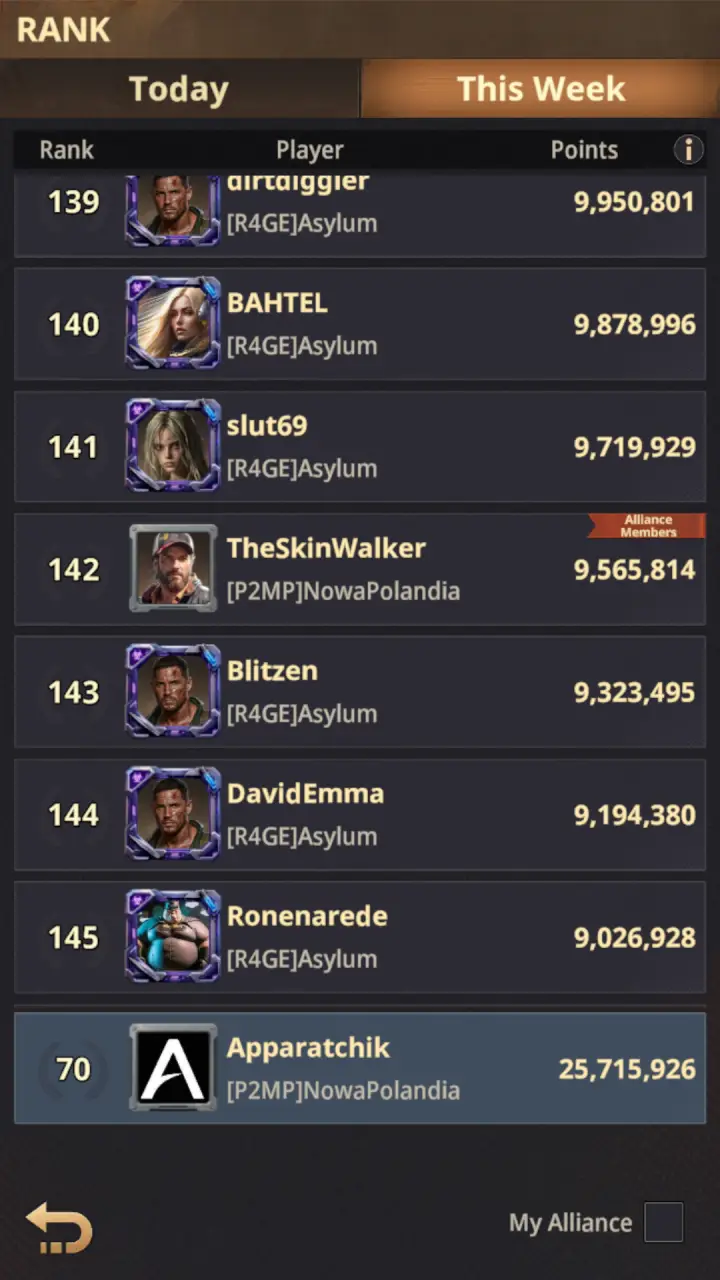 RANK
Today
This Week
Rank
Player
Points
139
dirtdiggler
[R4GE]Asylum
9,950,801
140
BAHTEL
[R4GE]Asylum
9,878,996
141
slut69
[R4GE]Asylum
9,719,929
142
TheSkinWalker
[P2MP]NowaPolandia
Alliance
Members
9,565,814
143
Blitzen
[R4GE]Asylum
9,323,495
144
DavidEmma
[R4GE]Asylum
9,194,380
145
Ronenarede
[R4GE]Asylum
9,026,928
70
Apparatchik
[P2MP]NowaPolandia
25,715,926
My Alliance